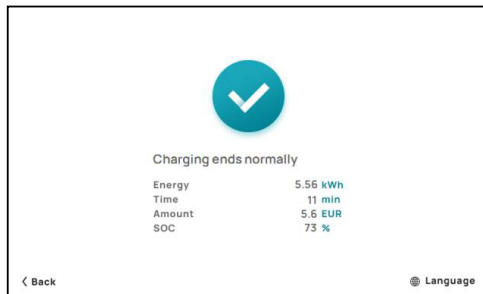 Charging ends normally
Energy 5.56 kWh
Time 11 min
Amount 5.6 EUR
SOC 73 %
Back Language